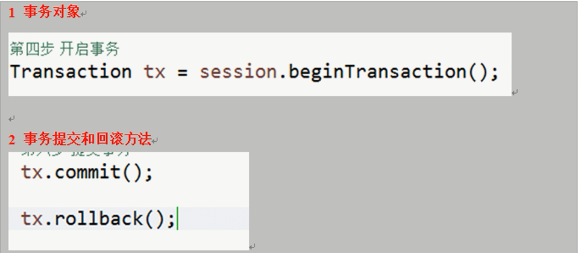 1 事务对象
第四步 开启事务
Transaction tx = session.beginTransaction();
2 事务提交和回滚方法
tx.commit();
tx.rollback();